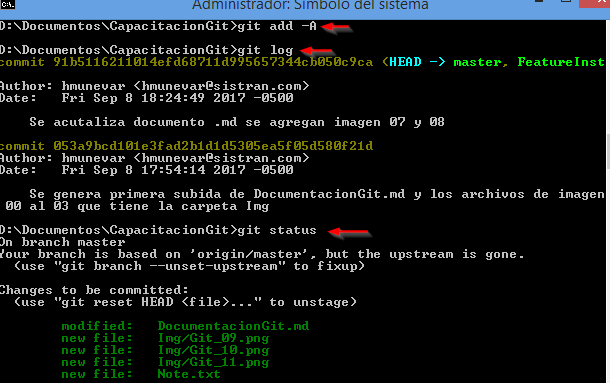 Administrador: Símbolo del sistema
D:\Documentos\CapacitacionGit>git add -A
D:\Documentos\CapacitacionGit>git log
commit 91b5116211014efd68711d995657344cb050c9ca (HEAD -> master, FeatureInst
Author: hmunevar <hmunevar@sistran.com>
Date:   Fri Sep 8 18:24:49 2017 -0500
Se acutaliza documento .md se agregan imagen 07 y 08
commit 053a9bcd101e3fad2b1d1d5305ea5f05d580f21d
Author: hmunevar <hmunevar@sistran.com>
Date:   Fri Sep 8 17:54:14 2017 -0500
Se genera primera subida de DocumentacionGit.md y los archivos de imagen
00 al 03 que tiene la carpeta Img
D:\Documentos\CapacitacionGit>git status
On branch master
Your branch is based on 'origin/master', but the upstream is gone.
(use "git branch --unset-upstream" to fixup)
Changes to be committed:
(use "git reset HEAD <file>..." to unstage)
modified:   DocumentacionGit.md
new file:   Img/Git_09.png
new file:   Img/Git_10.png
new file:   Img/Git_11.png
new file:   Note.txt